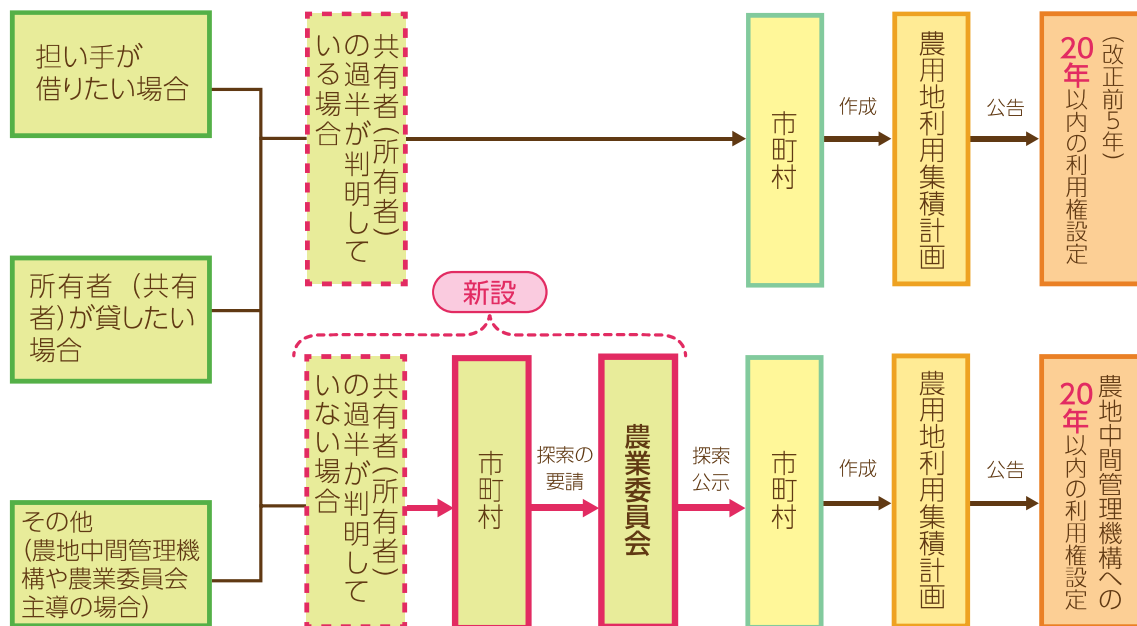 担い手が
借りたい場合
所有者（共有
者）が貸したい
場合
その他
（農地中間管理機
構や農業委員会
主導の場合）
共有者（所有者）
の過半が判明して
いる場合
市町村
作成
農用地利用集積計画
公告
（改正前５年）
20年以内の利用権設定
新設
共有者（所有者）
の過半が判明して
いない場合
市町村
探索の
要請
農業委員会
探索
公示
市町村
作成
農用地利用集積計画
公告
農地中間管理機構への
20年以内の利用権設定